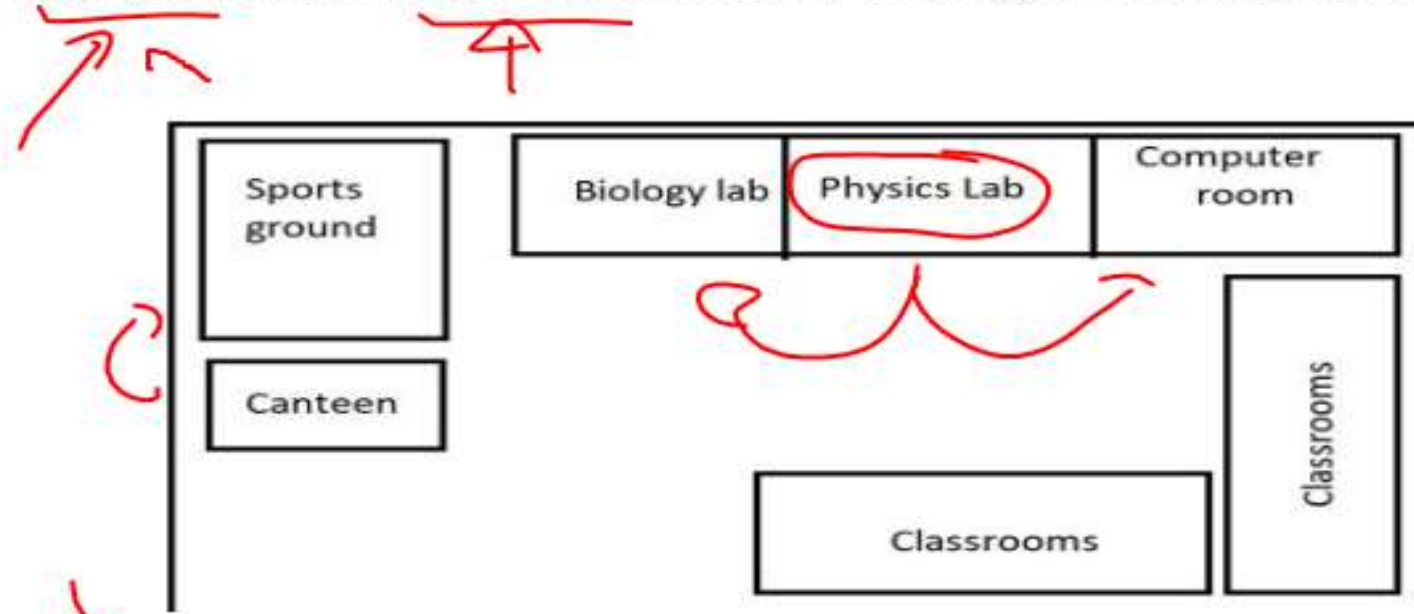 Sports
ground
Biology lab
Physics Lab
Computer
room
Canteen
Classrooms
Classrooms